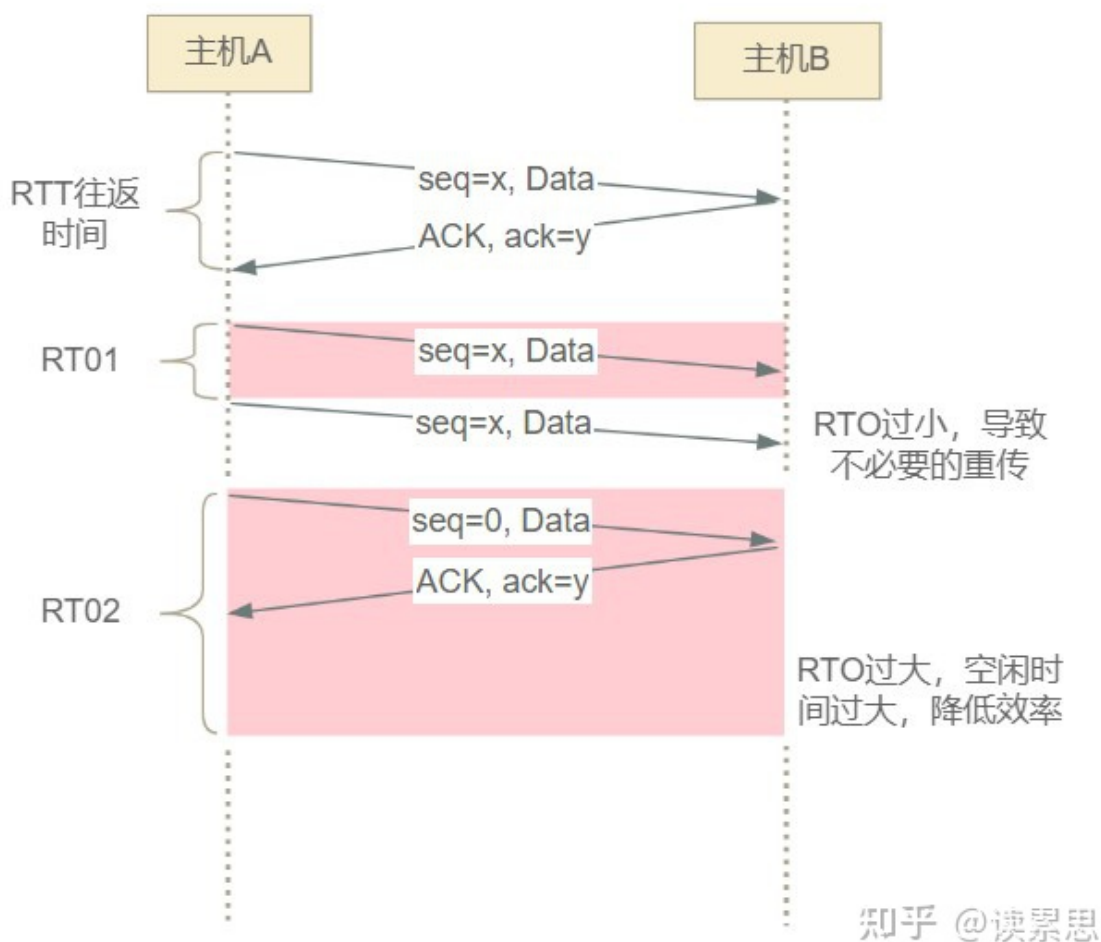 主机A
主机B
seq=x, Data
RTT往返
时间
ACK, ack=y
RT01
seq=x, Data
seq=x, Data
RTO过小，导致
不必要的重传
seq=0, Data
ACK, ack=y
RT02
RTO过大，空闲时
间过大，降低效率
知乎 @读累思